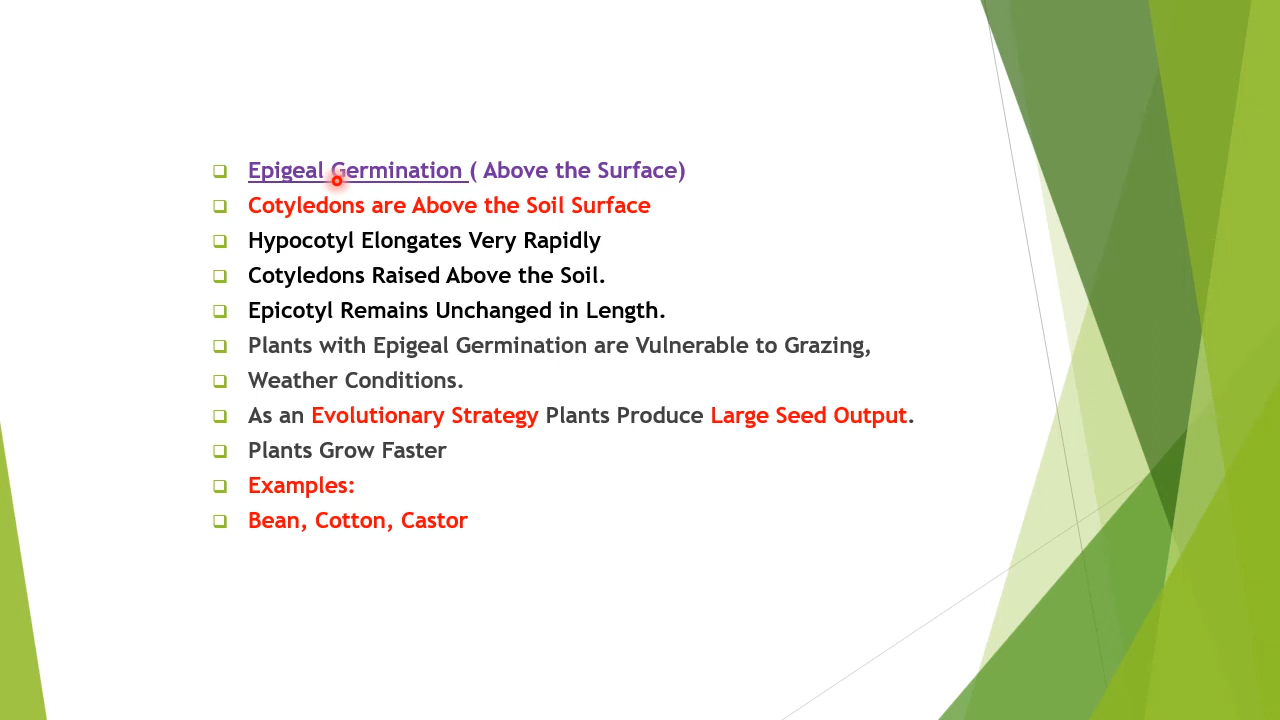 Epigeal Germination ( Above the Surface)
Cotyledons are Above the Soil Surface
Hypocotyl Elongates Very Rapidly
Cotyledons Raised Above the Soil.
Epicotyl Remains Unchanged in Length.
Plants with Epigeal Germination are Vulnerable to Grazing,
Weather Conditions.
As an Evolutionary Strategy Plants Produce Large Seed Output.
Plants Grow Faster
Examples:
Bean, Cotton, Castor